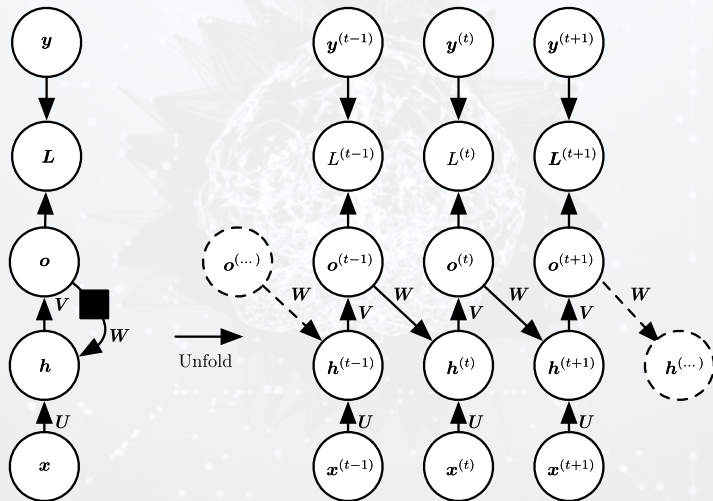 y y^{(t-1)} y^{(t)} y^{(t+1)}
L L^{(t-1)} L^{(t)} L^{(t+1)}
o o^{(...)} o^{(t-1)} o^{(t)} o^{(t+1)}
V W W V W V W V W
Unfold
h h^{(t-1)} h^{(t)} h^{(t+1)} h^{(...)}
U U U U
x x^{(t-1)} x^{(t)} x^{(t+1)}